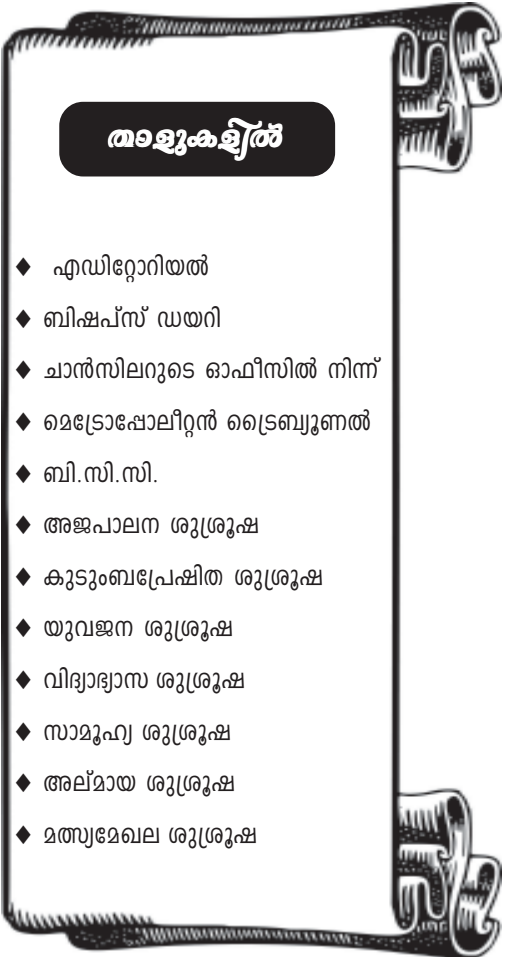 താളുകളിൽ
♦ എഡിറ്റോറിയൽ
♦ ബിഷപ്സ് ഡയറി
♦ ചാൻസിലറുടെ ഓഫീസിൽ നിന്ന്
♦ മെട്രോപ്പോലീറ്റൻ ട്രൈബ്യൂണൽ
♦ ബി.സി.സി.
♦ അജപാലന ശുശ്രൂഷ
♦ കുടുംബപ്രേഷിത ശുശ്രൂഷ
♦ യുവജന ശുശ്രൂഷ
♦ വിദ്യാഭ്യാസ ശുശ്രൂഷ
♦ സാമൂഹ്യ ശുശ്രൂഷ
♦ അല്മായ ശുശ്രൂഷ
♦ മത്സ്യമേഖല ശുശ്രൂഷ